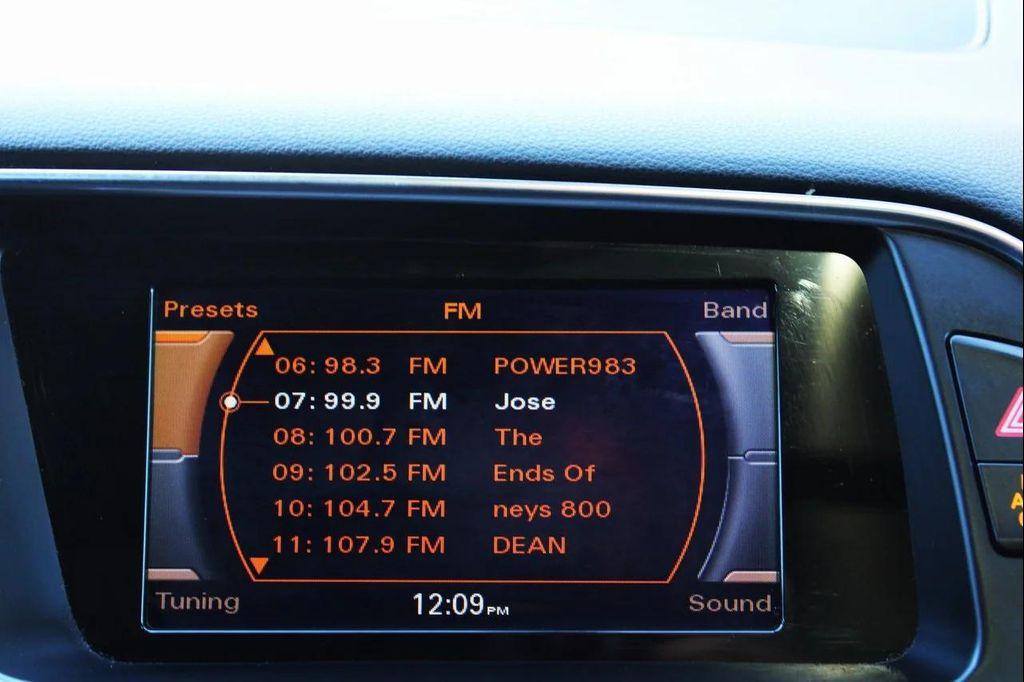 Presets FM Band
06: 98.3 FM POWER983
07: 99.9 FM Jose
08: 100.7 FM The
09: 102.5 FM Ends Of
10: 104.7 FM neys 800
11: 107.9 FM DEAN
Tuning 12:09 PM Sound